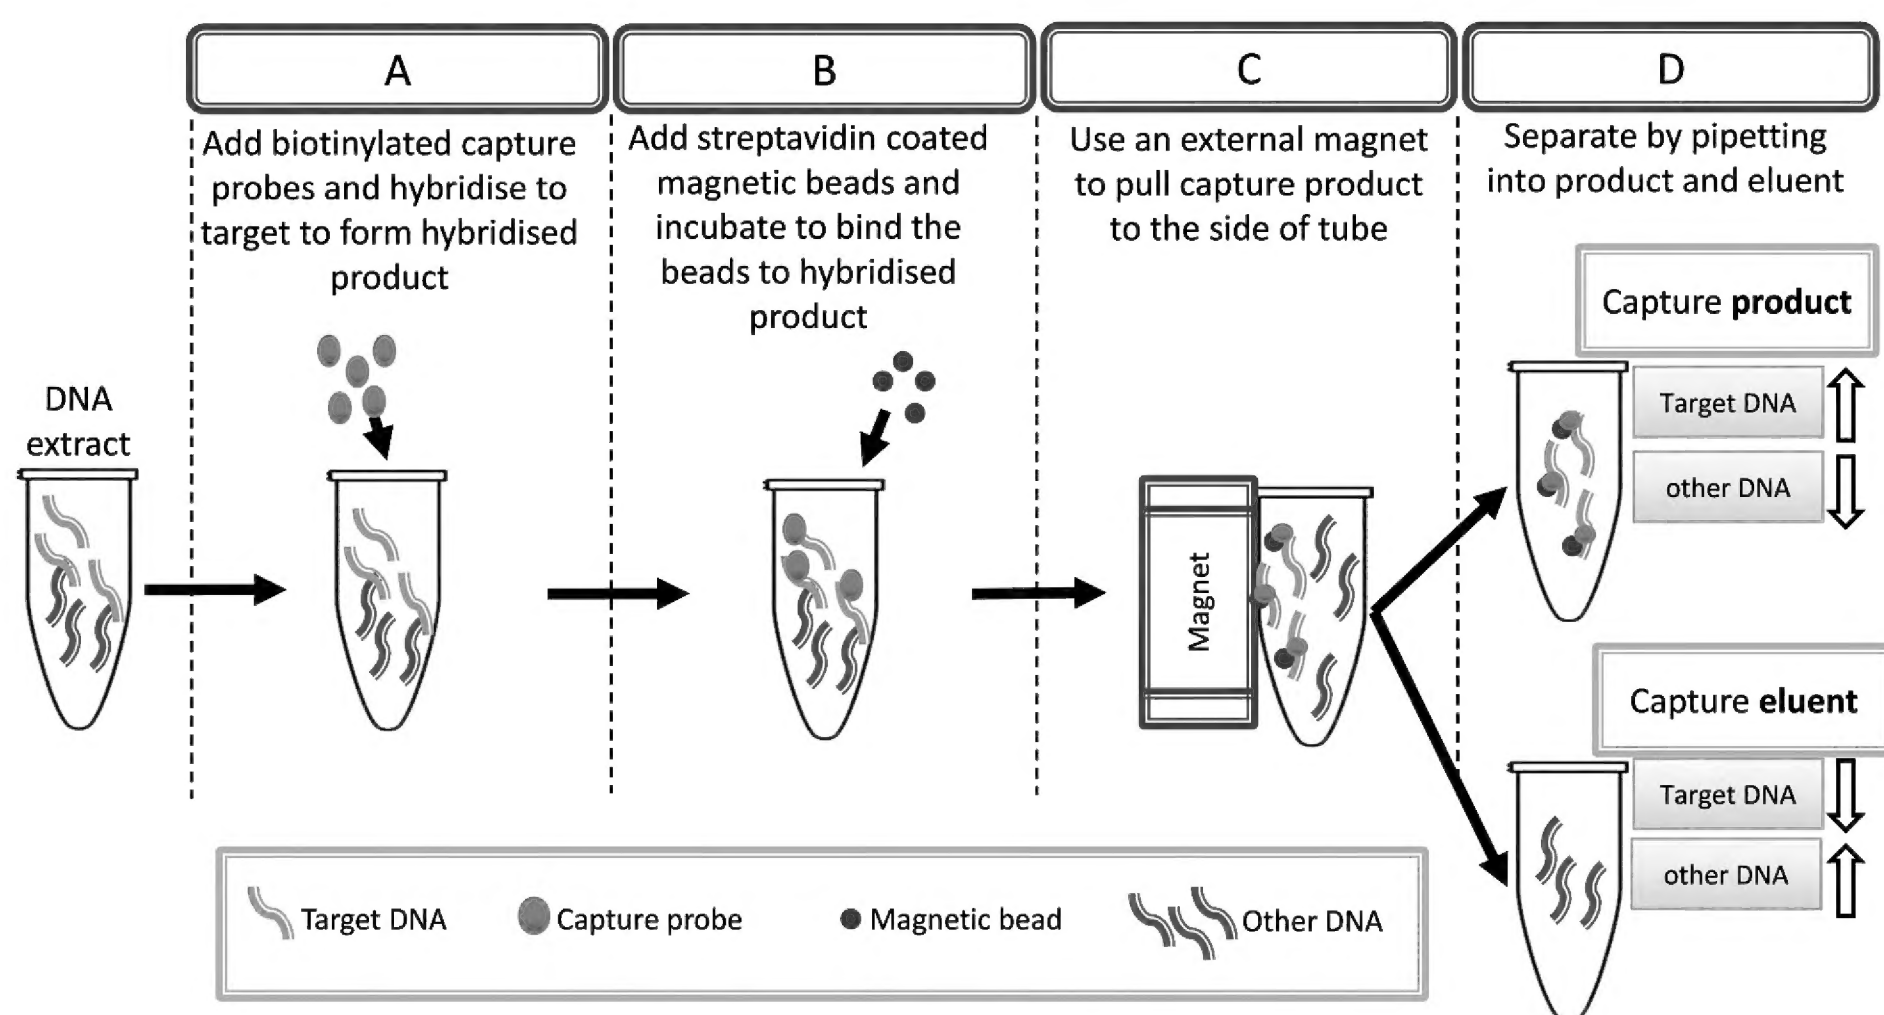 A
Add biotinylated capture
probes and hybridise to
target to form hybridised
product
B
Add streptavidin coated
magnetic beads and
incubate to bind the
beads to hybridised
product
C
Use an external magnet
to pull capture product
to the side of tube
D
Separate by pipetting
into product and eluent
DNA
extract
Magnet
Capture product
Target DNA
other DNA
Capture eluent
Target DNA
other DNA
Target DNA
Capture probe
Magnetic bead
Other DNA